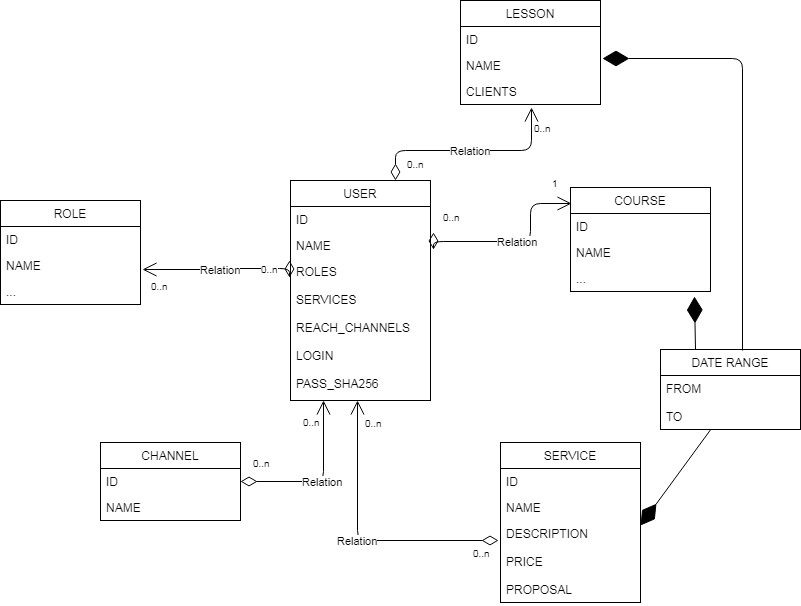 LESSON
ID
NAME
CLIENTS
0..n
Relation
0..n
USER
ID
NAME
ROLES
SERVICES
REACH_CHANNELS
LOGIN
PASS_SHA256
1
0..n
Relation
COURSE
ID
NAME
...
ROLE
ID
NAME
...
Relation
0..n
0..n
DATE RANGE
FROM
TO
0..n
0..n
CHANNEL
ID
NAME
0..n
Relation
SERVICE
ID
NAME
DESCRIPTION
PRICE
PROPOSAL
Relation
0..n